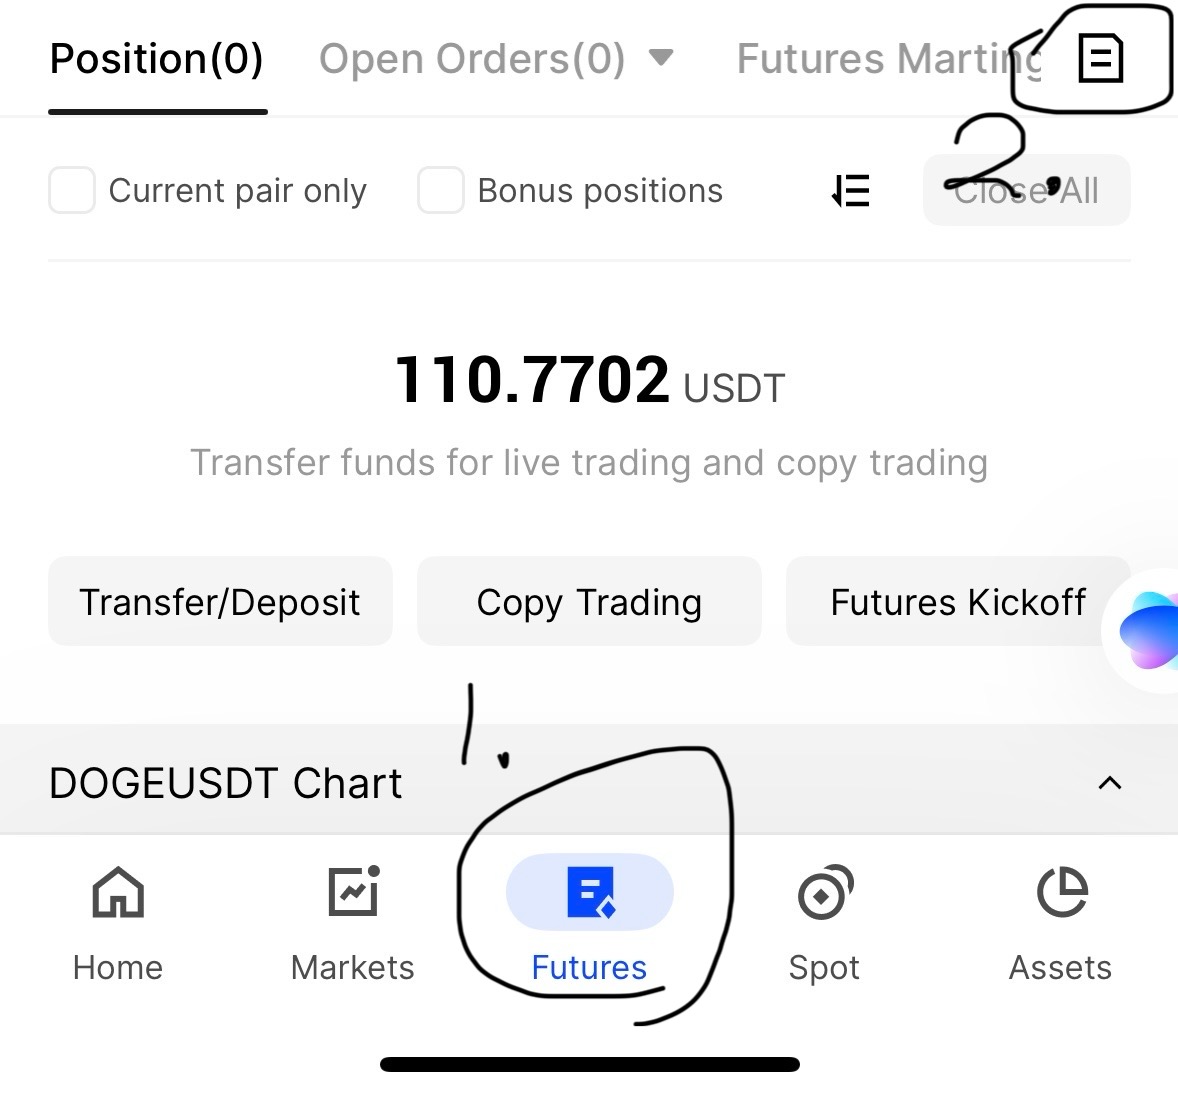 Position(0) Open Orders(0) Futures Marting
2.
Current pair only Bonus positions Close All
110.7702 USDT
Transfer funds for live trading and copy trading
Transfer/Deposit Copy Trading Futures Kickoff
1.
DOGEUSDT Chart
Home Markets Futures Spot Assets